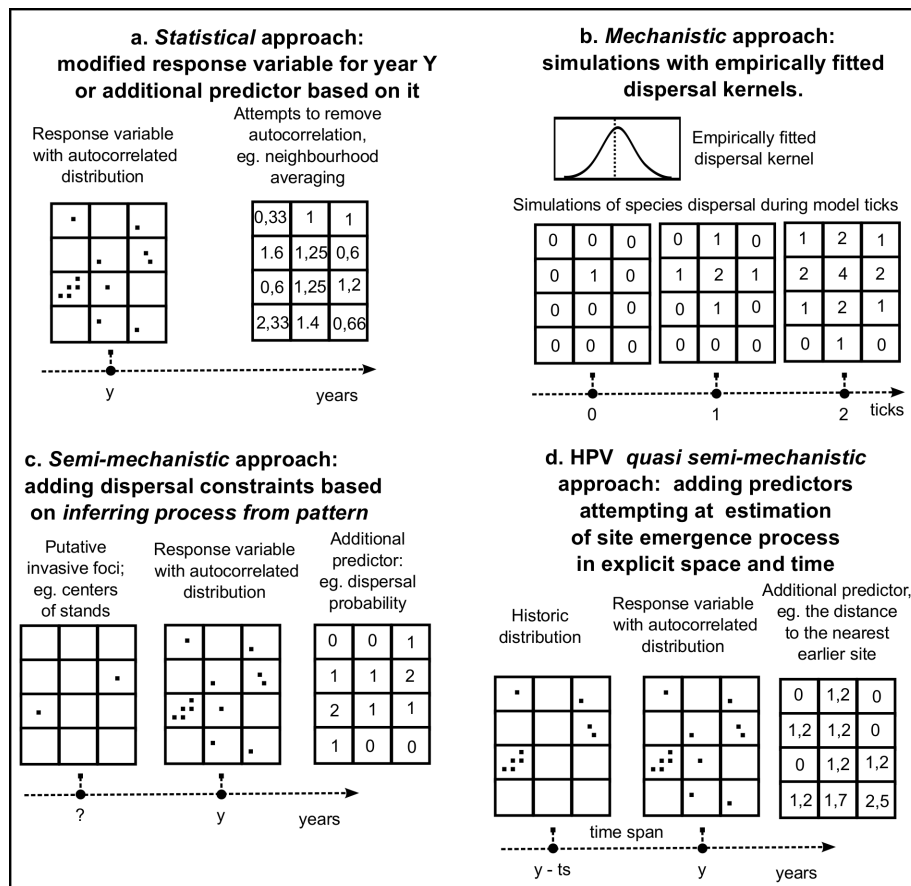 a. Statistical approach:
modified response variable for year Y
or additional predictor based on it
Response variable
with autocorrelated
distribution
Attempts to remove
autocorrelation,
eg. neighbourhood
averaging
0,33 1 1
1.6 1,25 0,6
0,6 1,25 1,2
2,33 1.4 0,66
y years
b. Mechanistic approach:
simulations with empirically fitted
dispersal kernels.
Empirically fitted
dispersal kernel
Simulations of species dispersal during model ticks
0 0 0 0 1 0 1 2 1
0 1 0 1 2 1 2 4 2
0 0 0 0 1 0 1 2 1
0 0 0 0 0 0 0 1 0
0 1 2 ticks
c. Semi-mechanistic approach:
adding dispersal constraints based
on inferring process from pattern
Putative
invasive foci;
eg. centers
of stands
Response variable
with autocorrelated
distribution
Additional
predictor:
eg. dispersal
probability
0 0 1
1 1 2
2 1 1
1 0 0
? y years
d. HPV quasi semi-mechanistic
approach: adding predictors
attempting at estimation
of site emergence process
in explicit space and time
Historic
distribution
Response variable
with autocorrelated
distribution
Additional predictor,
eg. the distance
to the nearest
earlier site
0 1,2 0
1,2 1,2 0
0 1,2 1,2
1,2 1,7 2,5
time span
y - ts y years